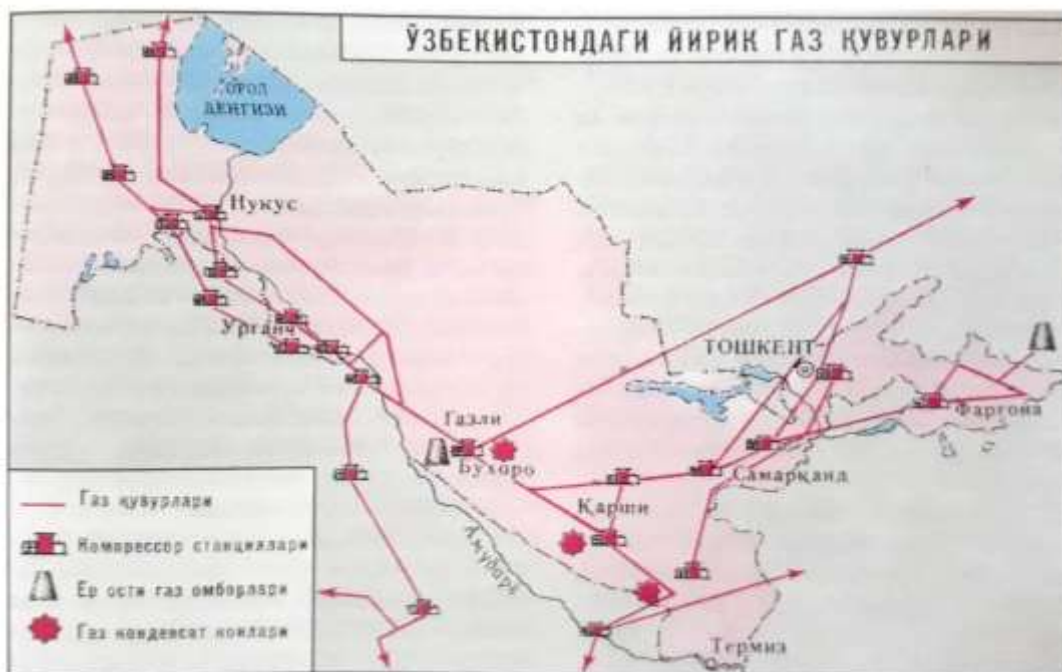 ЎЗБЕКИСТОНДАГИ ЙИРИК ГАЗ ҚУВУРЛАРИ
ОРОЛ
ДЕНГИЗИ
Нукус
Урганч
ТОШКЕНТ
Газли
Бухоро
Фарғона
Самарқанд
Қарши
Амударё
Термиз
Газ қувурлари
Компрессор станциялари
Ер ости газ омборлари
Газ конденсат конлари